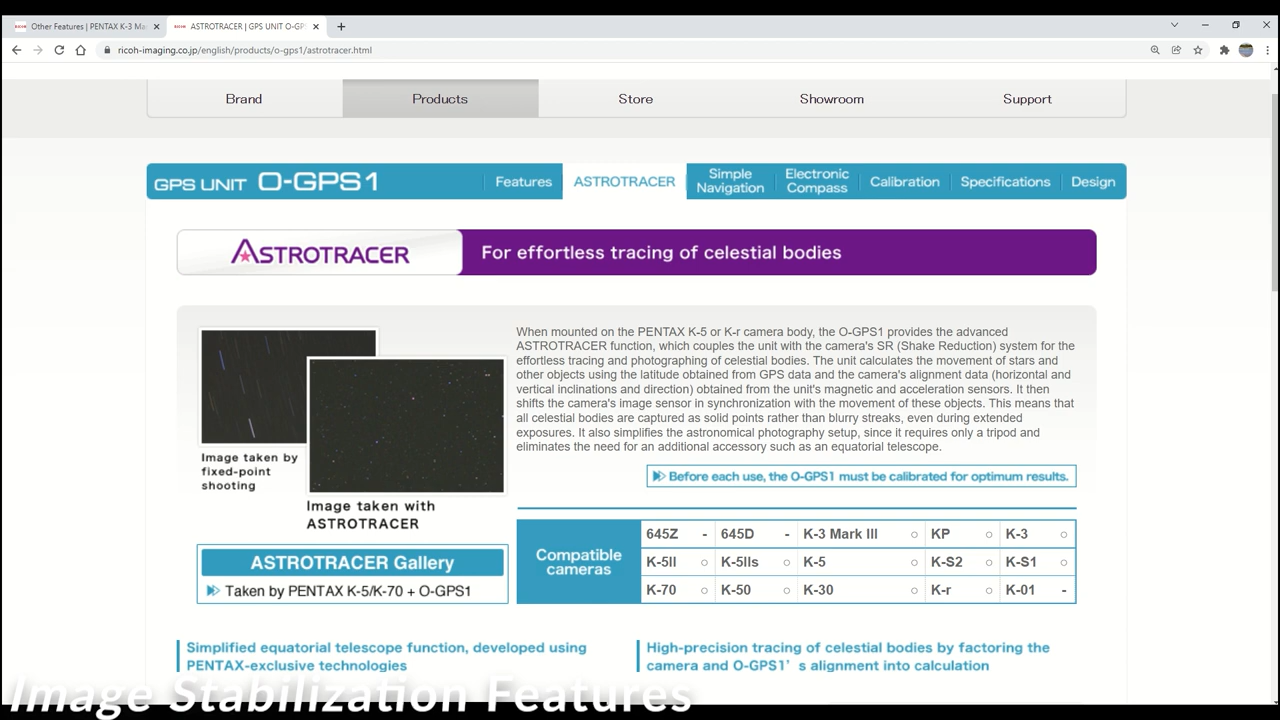 Other Features | PENTAX K-3 Ma
ASTROTRACER | GPS UNIT O-GPS
ricoh-imaging.co.jp/english/products/o-gps1/astrotracer.html
Brand
Products
Store
Showroom
Support
GPS UNIT O-GPS1
Features
ASTROTRACER
Simple
Navigation
Electronic
Compass
Calibration
Specifications
Design
ASTROTRACER
For effortless tracing of celestial bodies
When mounted on the PENTAX K-5 or K-r camera body, the O-GPS1 provides the advanced
ASTROTRACER function, which couples the unit with the camera's SR (Shake Reduction) system for the
effortless tracing and photographing of celestial bodies. The unit calculates the movement of stars and
other objects using the latitude obtained from GPS data and the camera's alignment data (horizontal and
vertical inclinations and direction) obtained from the unit's magnetic and acceleration sensors. It then
shifts the camera's image sensor in synchronization with the movement of these objects. This means that
all celestial bodies are captured as solid points rather than blurry streaks, even during extended
exposures. It also simplifies the astronomical photography setup, since it requires only a tripod and
eliminates the need for an additional accessory such as an equatorial telescope.
Image taken by
fixed-point
shooting
Image taken with
ASTROTRACER
Before each use, the O-GPS1 must be calibrated for optimum results.
ASTROTRACER Gallery
Taken by PENTAX K-5/K-70 + O-GPS1
Compatible
cameras
645Z - 645D - K-3 Mark III ○ KP ○ K-3 ○
K-5II ○ K-5IIs ○ K-5 ○ K-S2 ○ K-S1 ○
K-70 ○ K-50 ○ K-30 ○ K-r ○ K-01 -
Simplified equatorial telescope function, developed using
PENTAX-exclusive technologies
High-precision tracing of celestial bodies by factoring the
camera and O-GPS1's alignment into calculation
Image Stabilization Features